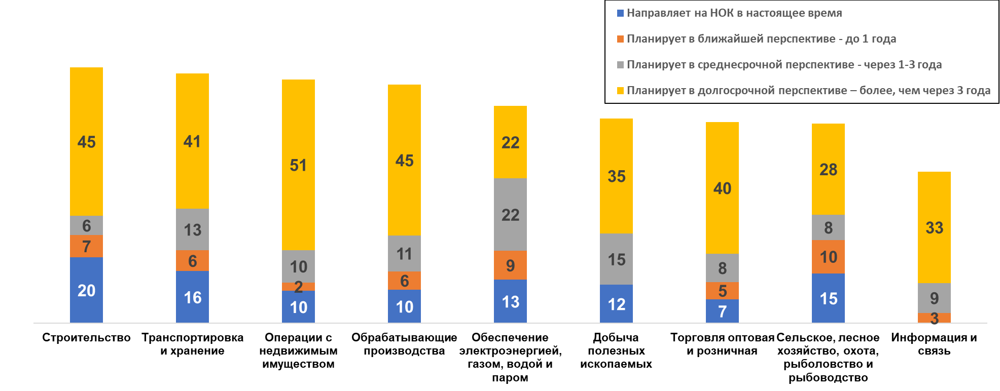 Направляет на НОК в настоящее время
Планирует в ближайшей перспективе - до 1 года
Планирует в среднесрочной перспективе - через 1-3 года
Планирует в долгосрочной перспективе – более, чем через 3 года
45
6
7
20
41
13
6
16
51
10
2
10
45
11
6
10
22
22
9
13
35
15
12
40
8
5
7
28
8
10
15
33
9
3
Строительство
Транспортировка
и хранение
Операции с
недвижимым
имуществом
Обрабатывающие
производства
Обеспечение
электроэнергией,
газом, водой и
паром
Добыча
полезных
ископаемых
Торговля оптовая
и розничная
Сельское, лесное
хозяйство, охота,
рыболовство и
рыбоводство
Информация и
связь